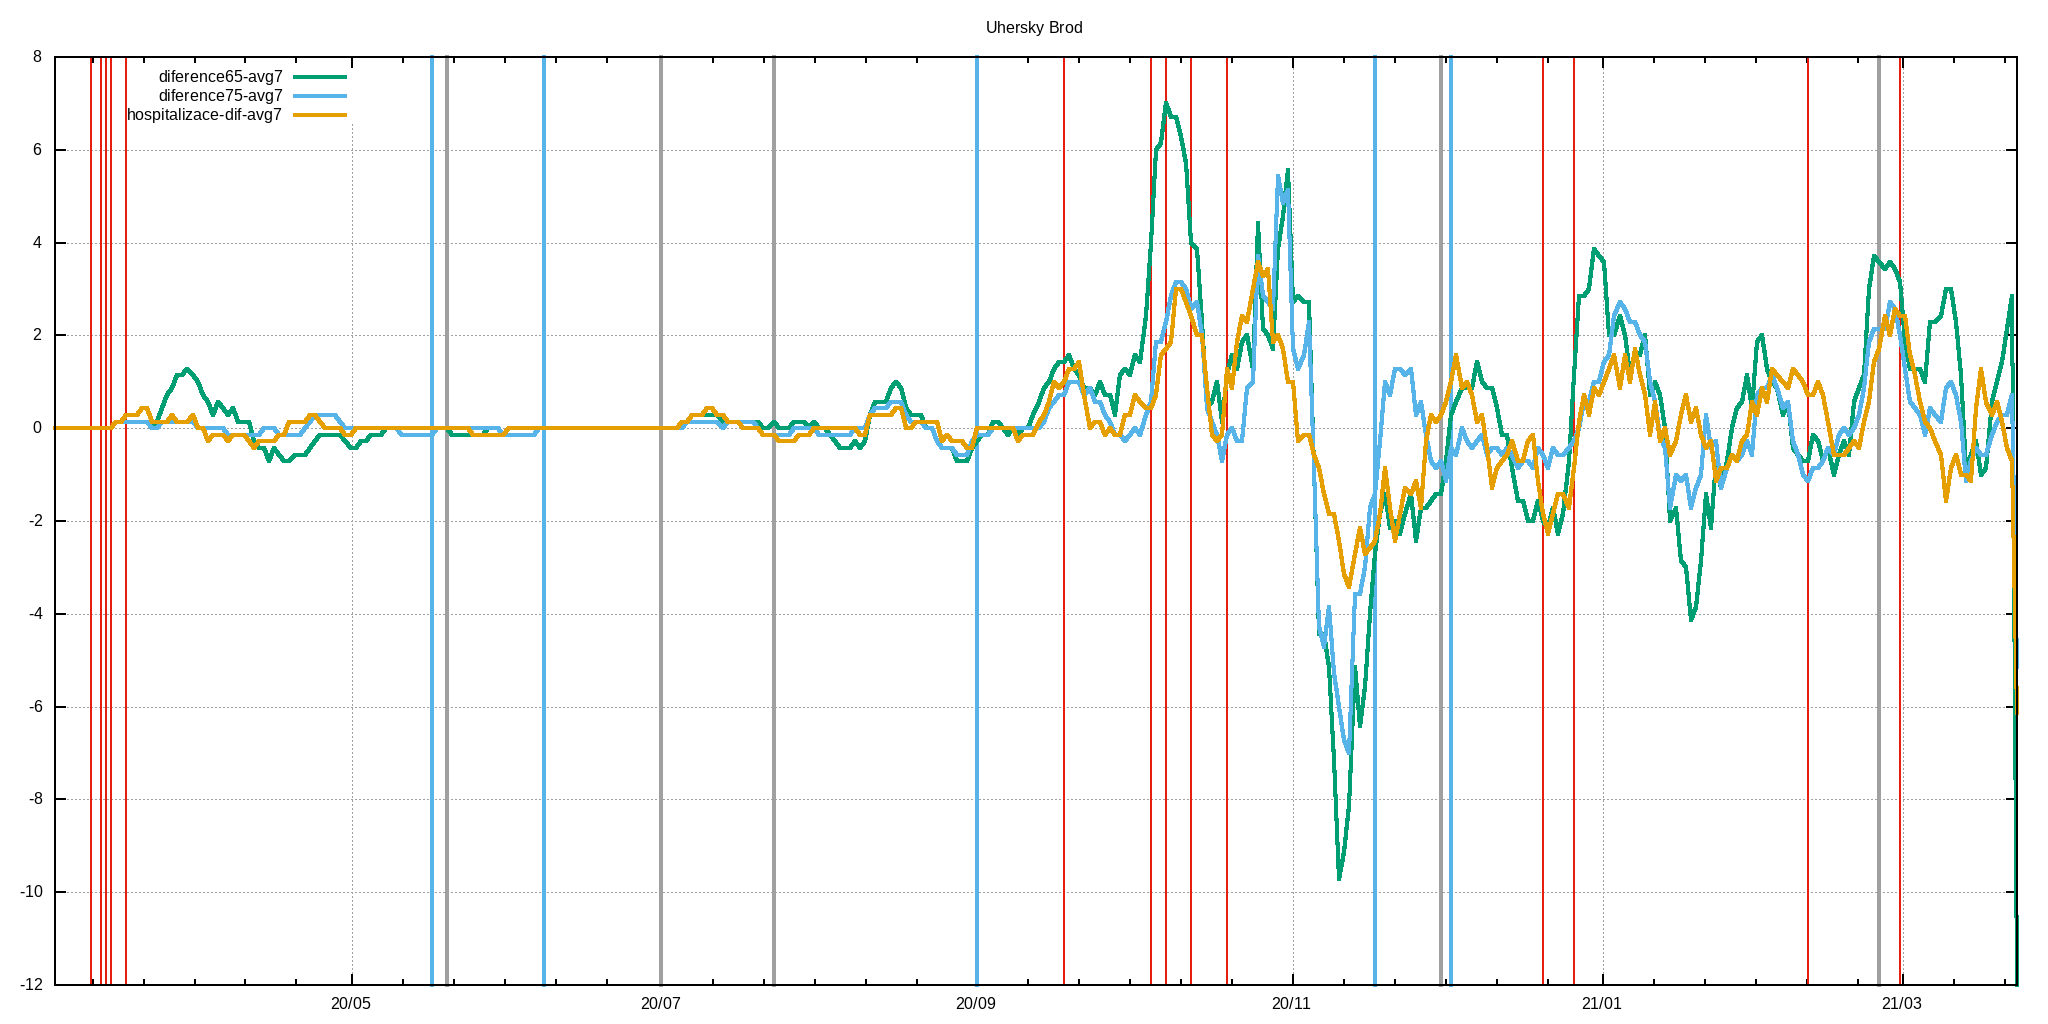 Uhersky Brod
8
6
4
2
0
-2
-4
-6
-8
-10
-12
diference65-avg7
diference75-avg7
hospitalizace-dif-avg7
20/05 20/07 20/09 20/11 21/01 21/03